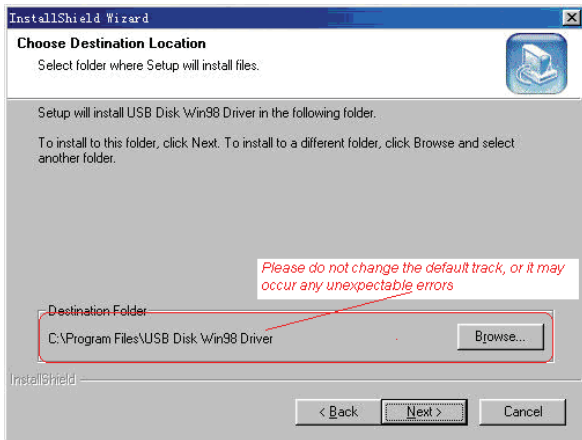 InstallShield Wizard
Choose Destination Location
Select folder where Setup will install files.
Setup will install USB Disk Win98 Driver in the following folder.
To install to this folder, click Next. To install to a different folder, click Browse and select
another folder.
Please do not change the default track, or it may
occur any unexpectable errors
Destination Folder
C:\Program Files\USB Disk Win98 Driver
Browse...
InstallShield
< Back
Next >
Cancel